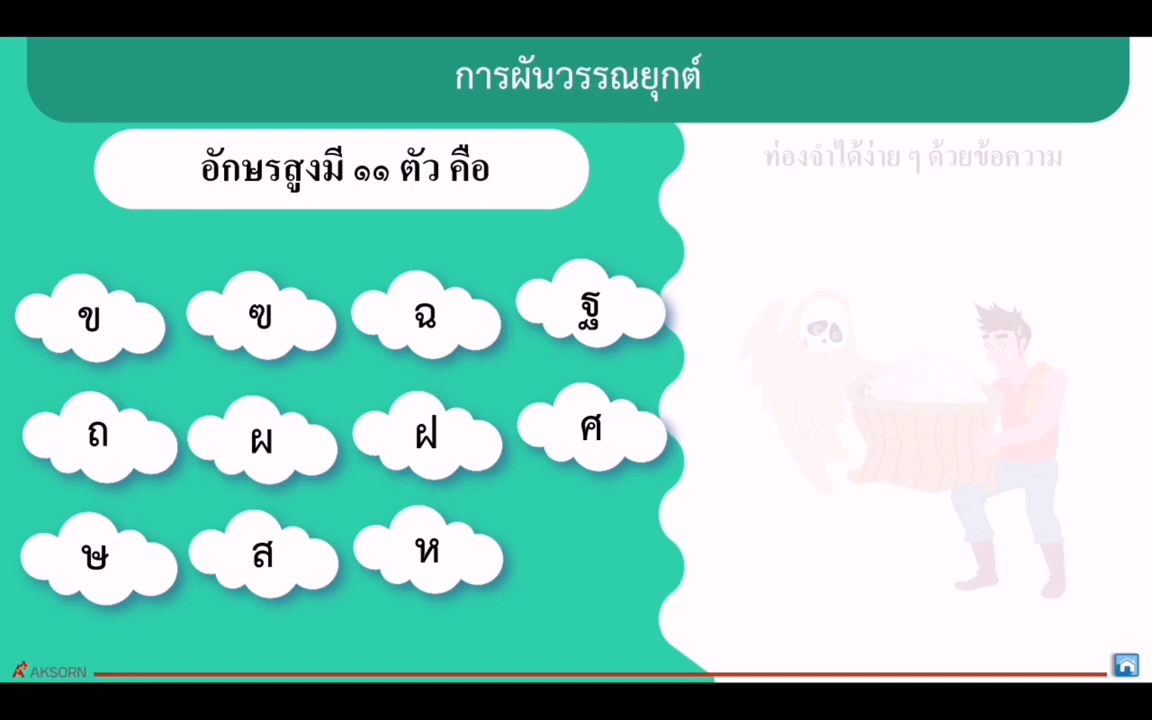 การผันวรรณยุกต์
อักษรสูงมี ๑๑ ตัว คือ
ท่องจำได้ง่าย ๆ ด้วยข้อความ
ข ฃ ฉ ฐ
ถ ผ ฝ ศ
ษ ส ห
AKSORN